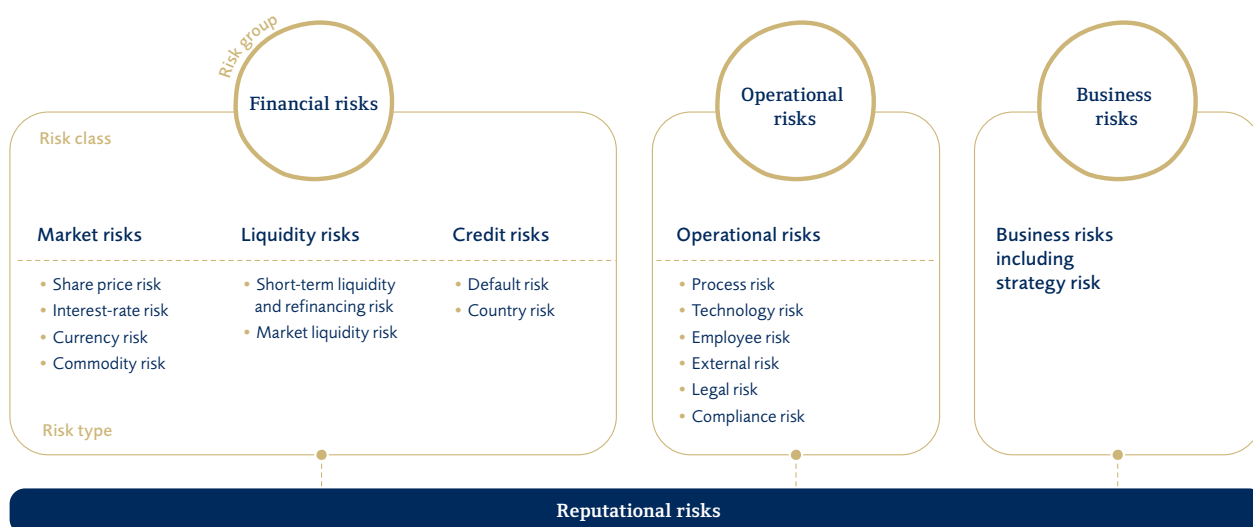 Risk group
Financial risks
Operational
risks
Business
risks
Risk class
Market risks
Share price risk
Interest-rate risk
Currency risk
Commodity risk
Liquidity risks
Short-term liquidity
and refinancing risk
Market liquidity risk
Credit risks
Default risk
Country risk
Risk type
Operational risks
Process risk
Technology risk
Employee risk
External risk
Legal risk
Compliance risk
Business risks
including
strategy risk
Reputational risks